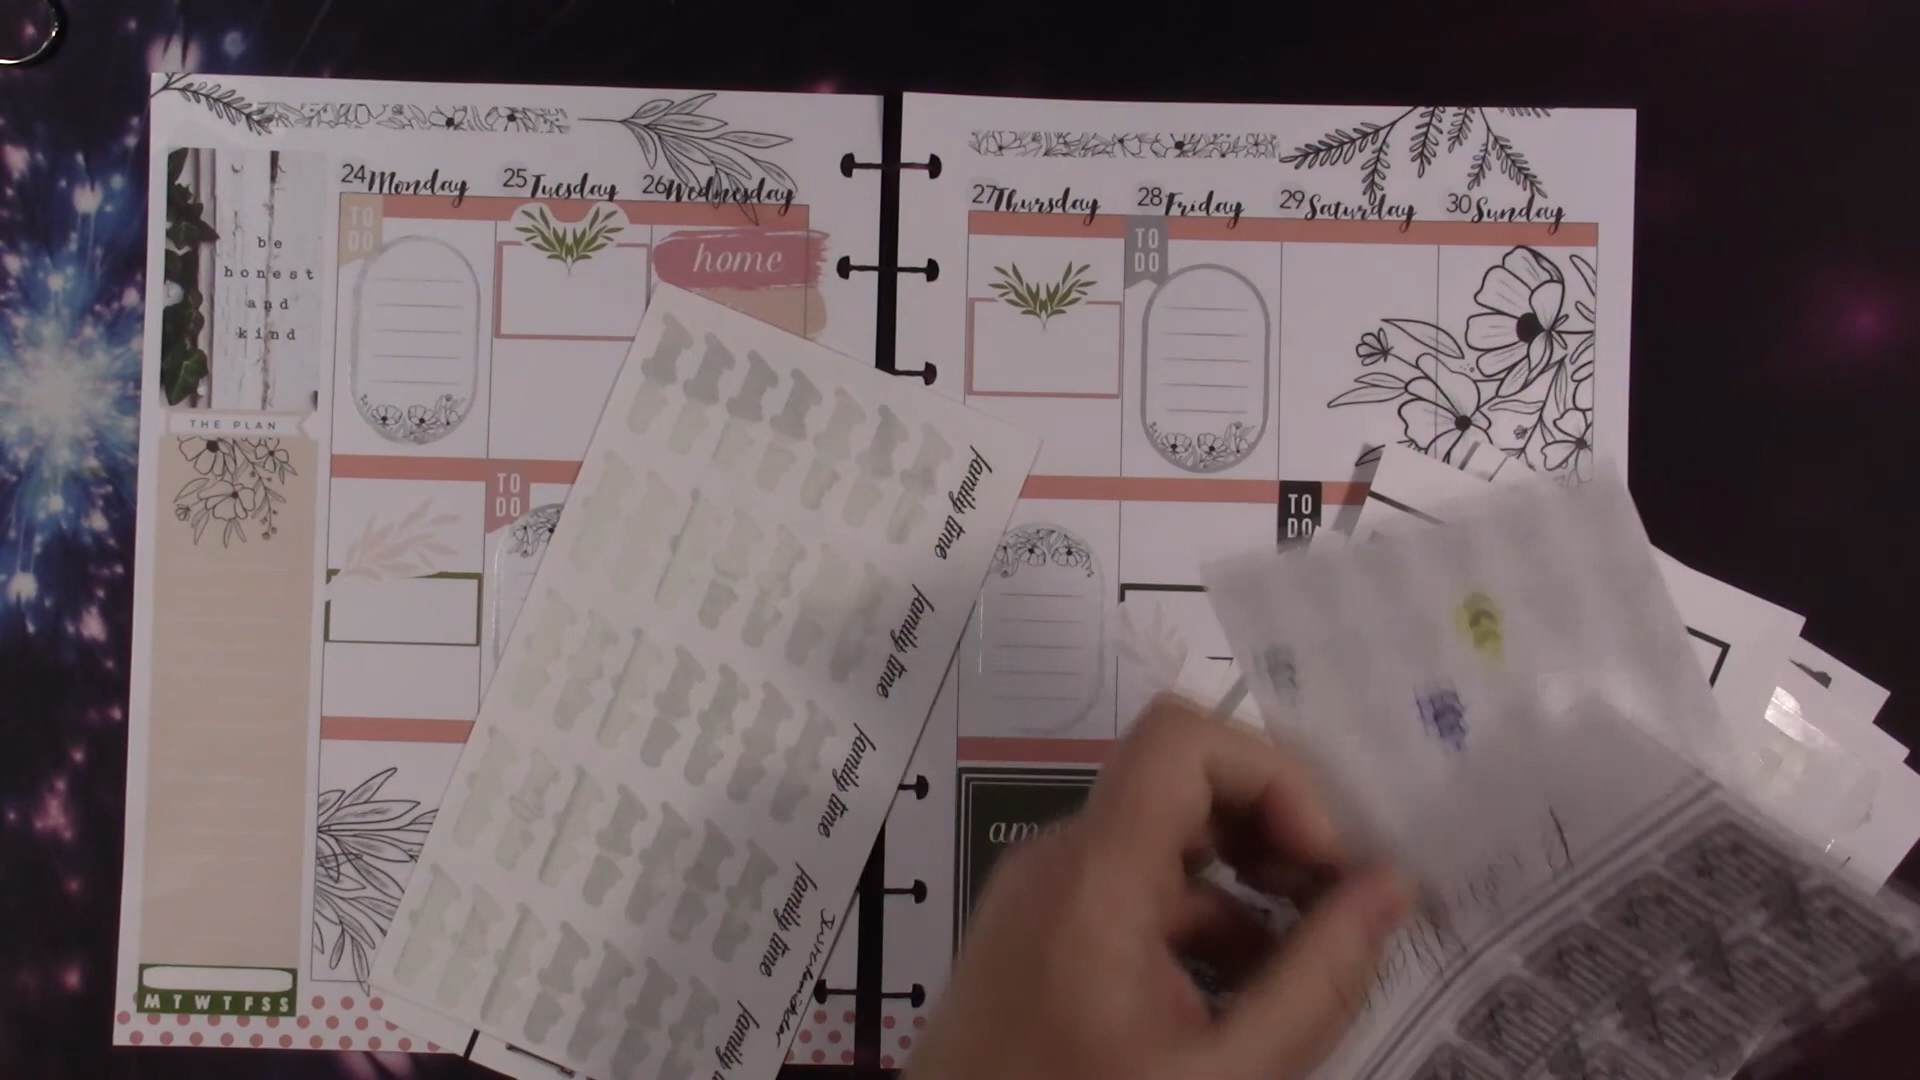 24 Monday
25 Tuesday
26 Wednesday
27 Thursday
28 Friday
29 Saturday
30 Sunday
TO
DO
TO
DO
home
be
honest
and
kind
THE PLAN
TO
DO
TO
DO
family time
family time
family time
family time
family
M T W T F S S